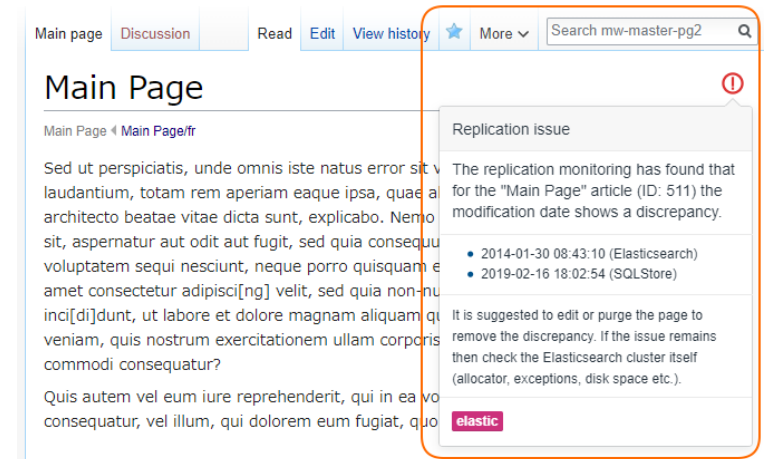 Main page Discussion Read Edit View history More Search mw-master-pg2
Main Page
Main Page Main Page/fr
Sed ut perspiciatis, unde omnis iste natus error sit v
laudantium, totam rem aperiam eaque ipsa, quae a
architecto beatae vitae dicta sunt, explicabo. Nemo
sit, aspernatur aut odit aut fugit, sed quia consequu
voluptatem sequi nesciunt, neque porro quisquam e
amet consectetur adipisci[ng] velit, sed quia non-nu
inci[di]dunt, ut labore et dolore magnam aliquam qu
veniam, quis nostrum exercitationem ullam corporis
commodi consequatur?
Quis autem vel eum iure reprehenderit, qui in ea vo
consequatur, vel illum, qui dolorem eum fugiat, quo
Replication issue
The replication monitoring has found that
for the "Main Page" article (ID: 511) the
modification date shows a discrepancy.
2014-01-30 08:43:10 (Elasticsearch)
2019-02-16 18:02:54 (SQLStore)
It is suggested to edit or purge the page to
remove the discrepancy. If the issue remains
then check the Elasticsearch cluster itself
(allocator, exceptions, disk space etc.).
elastic